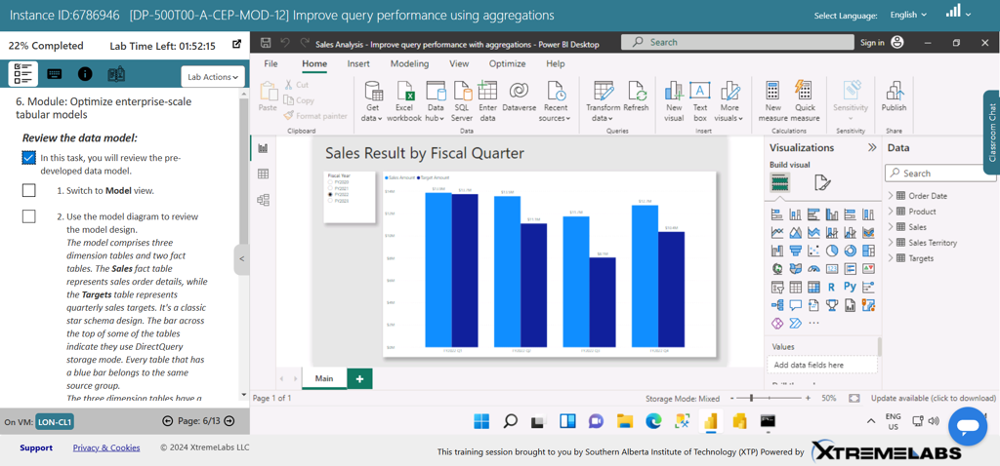 Instance ID:6786946 [DP-500T00-A-CEP-MOD-12] Improve query performance using aggregations
Select Language: English
22% Completed
Lab Time Left: 01:52:15
Lab Actions
6. Module: Optimize enterprise-scale
tabular models
Review the data model:
In this task, you will review the pre-
developed data model.
1. Switch to Model view.
2. Use the model diagram to review
the model design.
The model comprises three
dimension tables and two fact
tables. The Sales fact table
represents sales order details, while
the Targets table represents
quarterly sales targets. It's a classic
star schema design. The bar across
the top of some of the tables
indicate they use DirectQuery
storage mode. Every table that has
a blue bar belongs to the same
source group.
The three dimension tables have a
On VM: LON-CL1
Page: 6/13
Sales Analysis - Improve query performance with aggregations - Power BI Desktop
Search
Sign in
File Home Insert Modeling View Optimize Help
Paste
Cut
Copy
Format painter
Clipboard
Get data
Excel workbook
Data hub
SQL Server
Enter data
Dataverse
Recent sources
Data
Transform data
Refresh
Queries
New visual
Text box
More visuals
Insert
New measure
Quick measure
Calculations
Sensitivity
Sensitivity
Publish
Share
Classroom Chat
Sales Result by Fiscal Quarter
Fiscal Year
FY2020
FY2021
FY2022
FY2023
Sales Amount Target Amount
Visualizations
Build visual
Values
Add data fields here
Data
Search
Order Date
Product
Sales
Sales Territory
Targets
Main
Page 1 of 1
Storage Mode: Mixed
50%
Update available (click to download)
ENG
US
Support
Privacy & Cookies
© 2024 XtremeLabs LLC
This training session brought to you by Southern Alberta Institute of Technology (XTP) Powered by
XTREMELABS